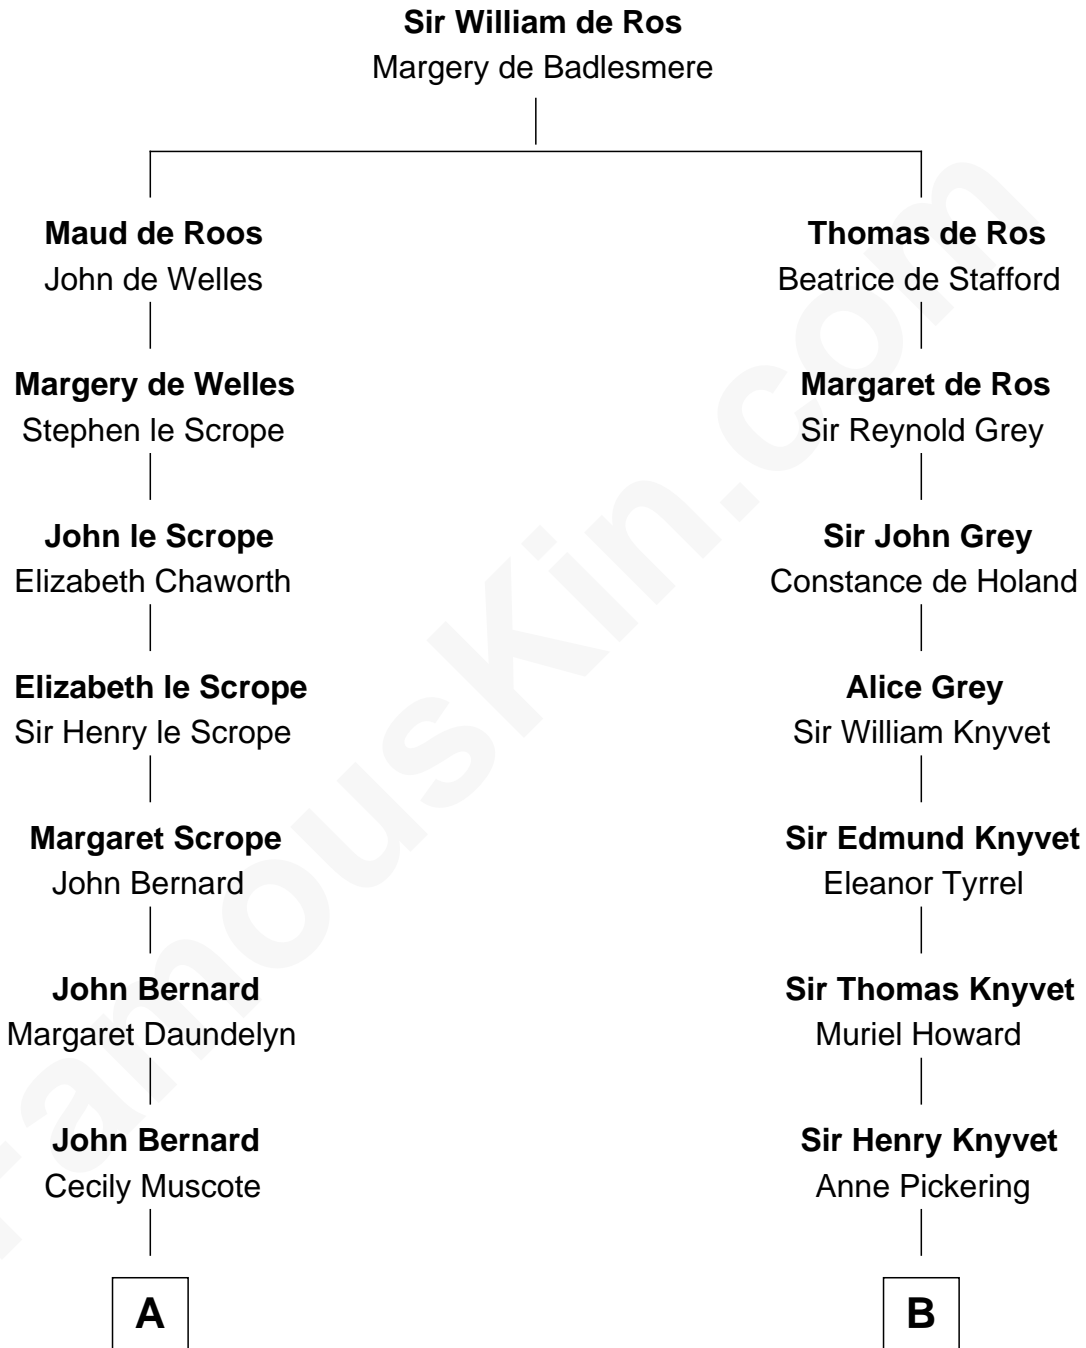 Sir William de Ros
Margery de Badlesmere
Maud de Roos
John de Welles
Thomas de Ros
Beatrice de Stafford
Margery de Welles
Stephen le Scrope
Margaret de Ros
Sir Reynold Grey
John le Scrope
Elizabeth Chaworth
Sir John Grey
Constance de Holand
Elizabeth le Scrope
Sir Henry le Scrope
Alice Grey
Sir William Knyvet
Margaret Scrope
John Bernard
Sir Edmund Knyvet
Eleanor Tyrrel
John Bernard
Margaret Daundelyn
Sir Thomas Knyvet
Muriel Howard
John Bernard
Cecily Muscote
Sir Henry Knyvet
Anne Pickering
A
B
FamousKin.com